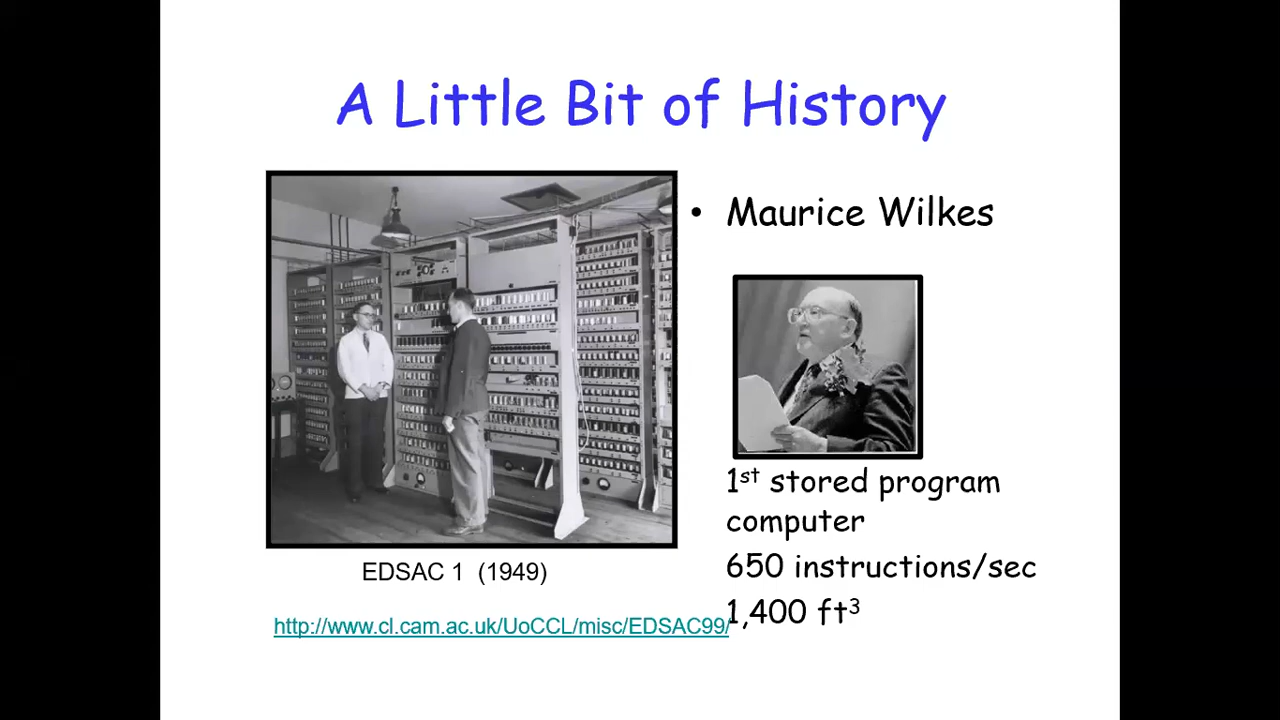 A Little Bit of History
• Maurice Wilkes
1st stored program
computer
650 instructions/sec
1,400 ft³
EDSAC 1 (1949)
http://www.cl.cam.ac.uk/UoCCL/misc/EDSAC99/